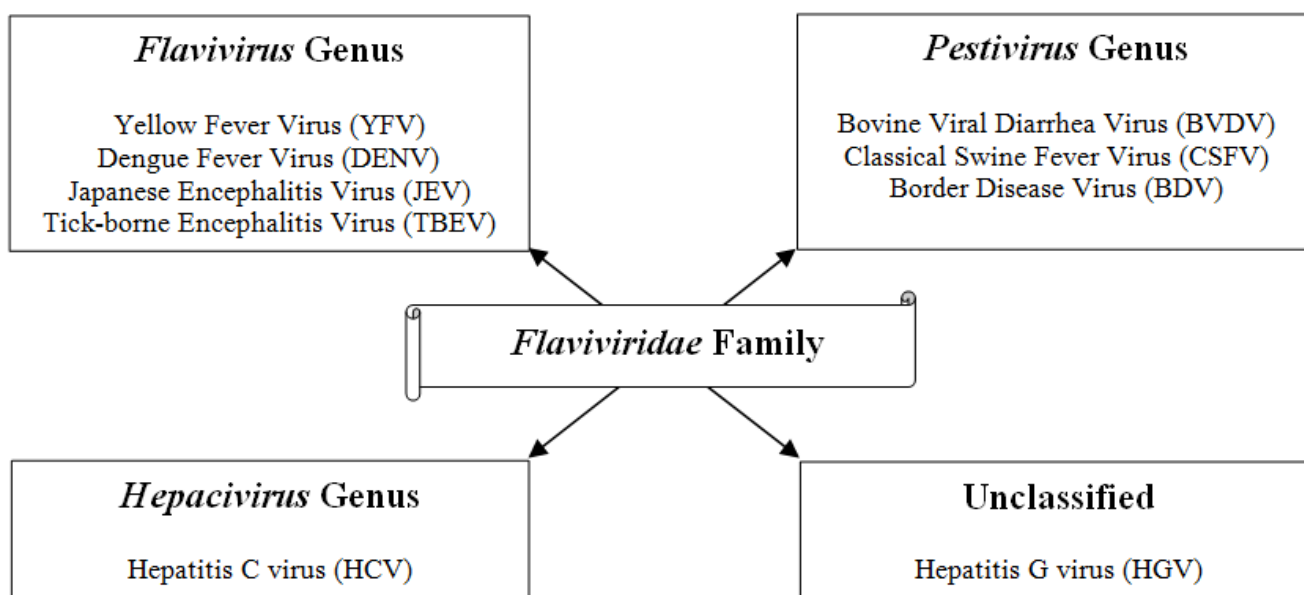 Flavivirus Genus
Yellow Fever Virus (YFV)
Dengue Fever Virus (DENV)
Japanese Encephalitis Virus (JEV)
Tick-borne Encephalitis Virus (TBEV)
Pestivirus Genus
Bovine Viral Diarrhea Virus (BVDV)
Classical Swine Fever Virus (CSFV)
Border Disease Virus (BDV)
Flaviviridae Family
Hepacivirus Genus
Hepatitis C virus (HCV)
Unclassified
Hepatitis G virus (HGV)